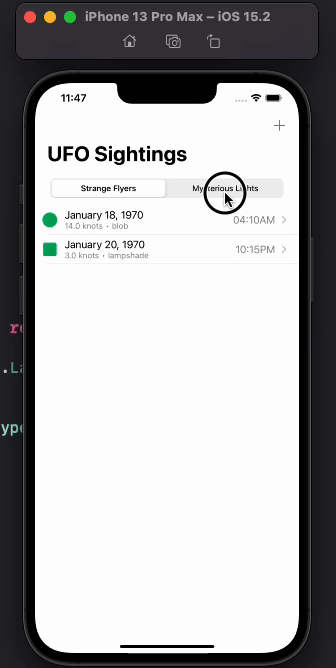 iPhone 13 Pro Max – iOS 15.2
11:47
UFO Sightings
Strange Flyers
Mysterious Lights
January 18, 1970
14.0 knots • blob
04:10AM
January 20, 1970
3.0 knots • lampshade
10:15PM
re
.La
ype